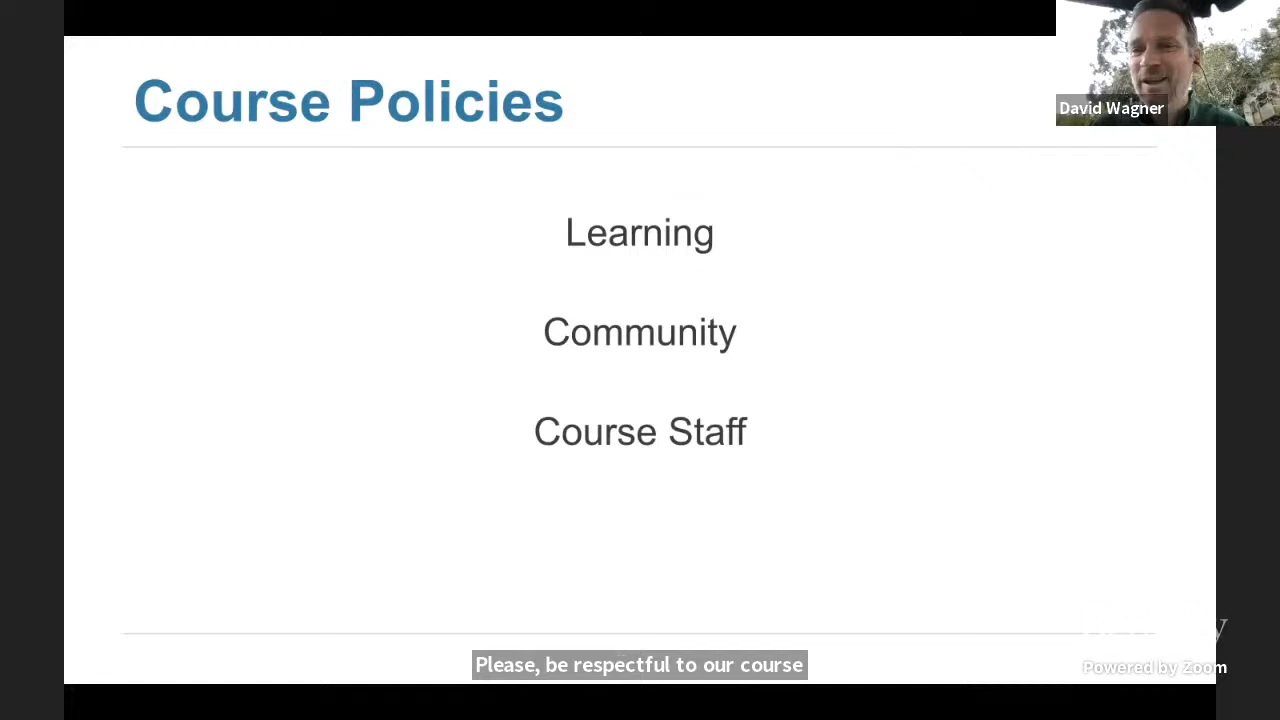 Course Policies
David Wagner
Learning
Community
Course Staff
Please, be respectful to our course
Powered by Zoom